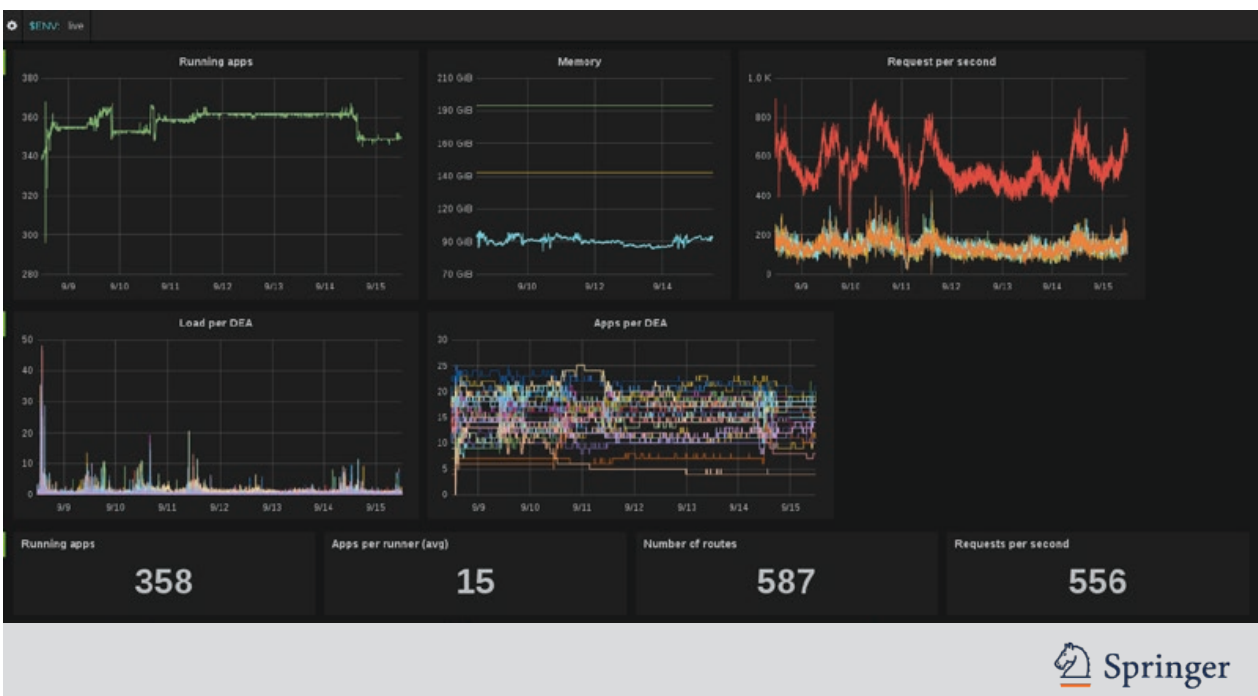 $ENV: live
Running apps
380
360
340
320
300
280
9/9 9/10 9/11 9/12 9/13 9/14 9/15
Memory
210 GiB
190 GiB
160 GiB
140 GiB
120 GiB
90 GiB
70 GiB
9/10 9/12 9/14
Request per second
1.0 K
800
600
400
200
0
9/9 9/10 9/11 9/12 9/13 9/14 9/15
Load per DEA
50
40
30
20
10
0
9/9 9/10 9/11 9/12 9/13 9/14 9/15
Apps per DEA
30
25
20
15
10
5
0
9/9 9/10 9/11 9/12 9/13 9/14 9/15
Running apps
358
Apps per runner (avg)
15
Number of routes
587
Requests per second
556
Springer